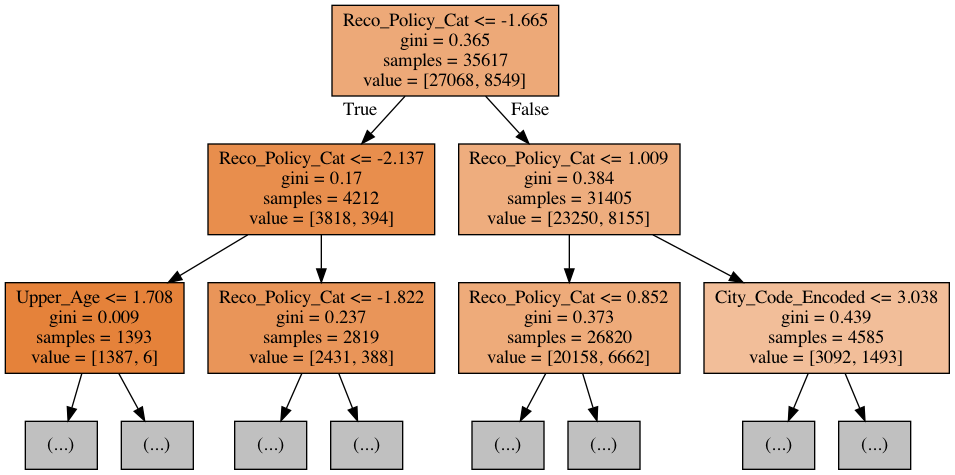 Reco_Policy_Cat <= -1.665
gini = 0.365
samples = 35617
value = [27068, 8549]
True
False
Reco_Policy_Cat <= -2.137
gini = 0.17
samples = 4212
value = [3818, 394]
Reco_Policy_Cat <= 1.009
gini = 0.384
samples = 31405
value = [23250, 8155]
Upper_Age <= 1.708
gini = 0.009
samples = 1393
value = [1387, 6]
Reco_Policy_Cat <= -1.822
gini = 0.237
samples = 2819
value = [2431, 388]
Reco_Policy_Cat <= 0.852
gini = 0.373
samples = 26820
value = [20158, 6662]
City_Code_Encoded <= 3.038
gini = 0.439
samples = 4585
value = [3092, 1493]
(...)
(...)
(...)
(...)
(...)
(...)
(...)
(...)